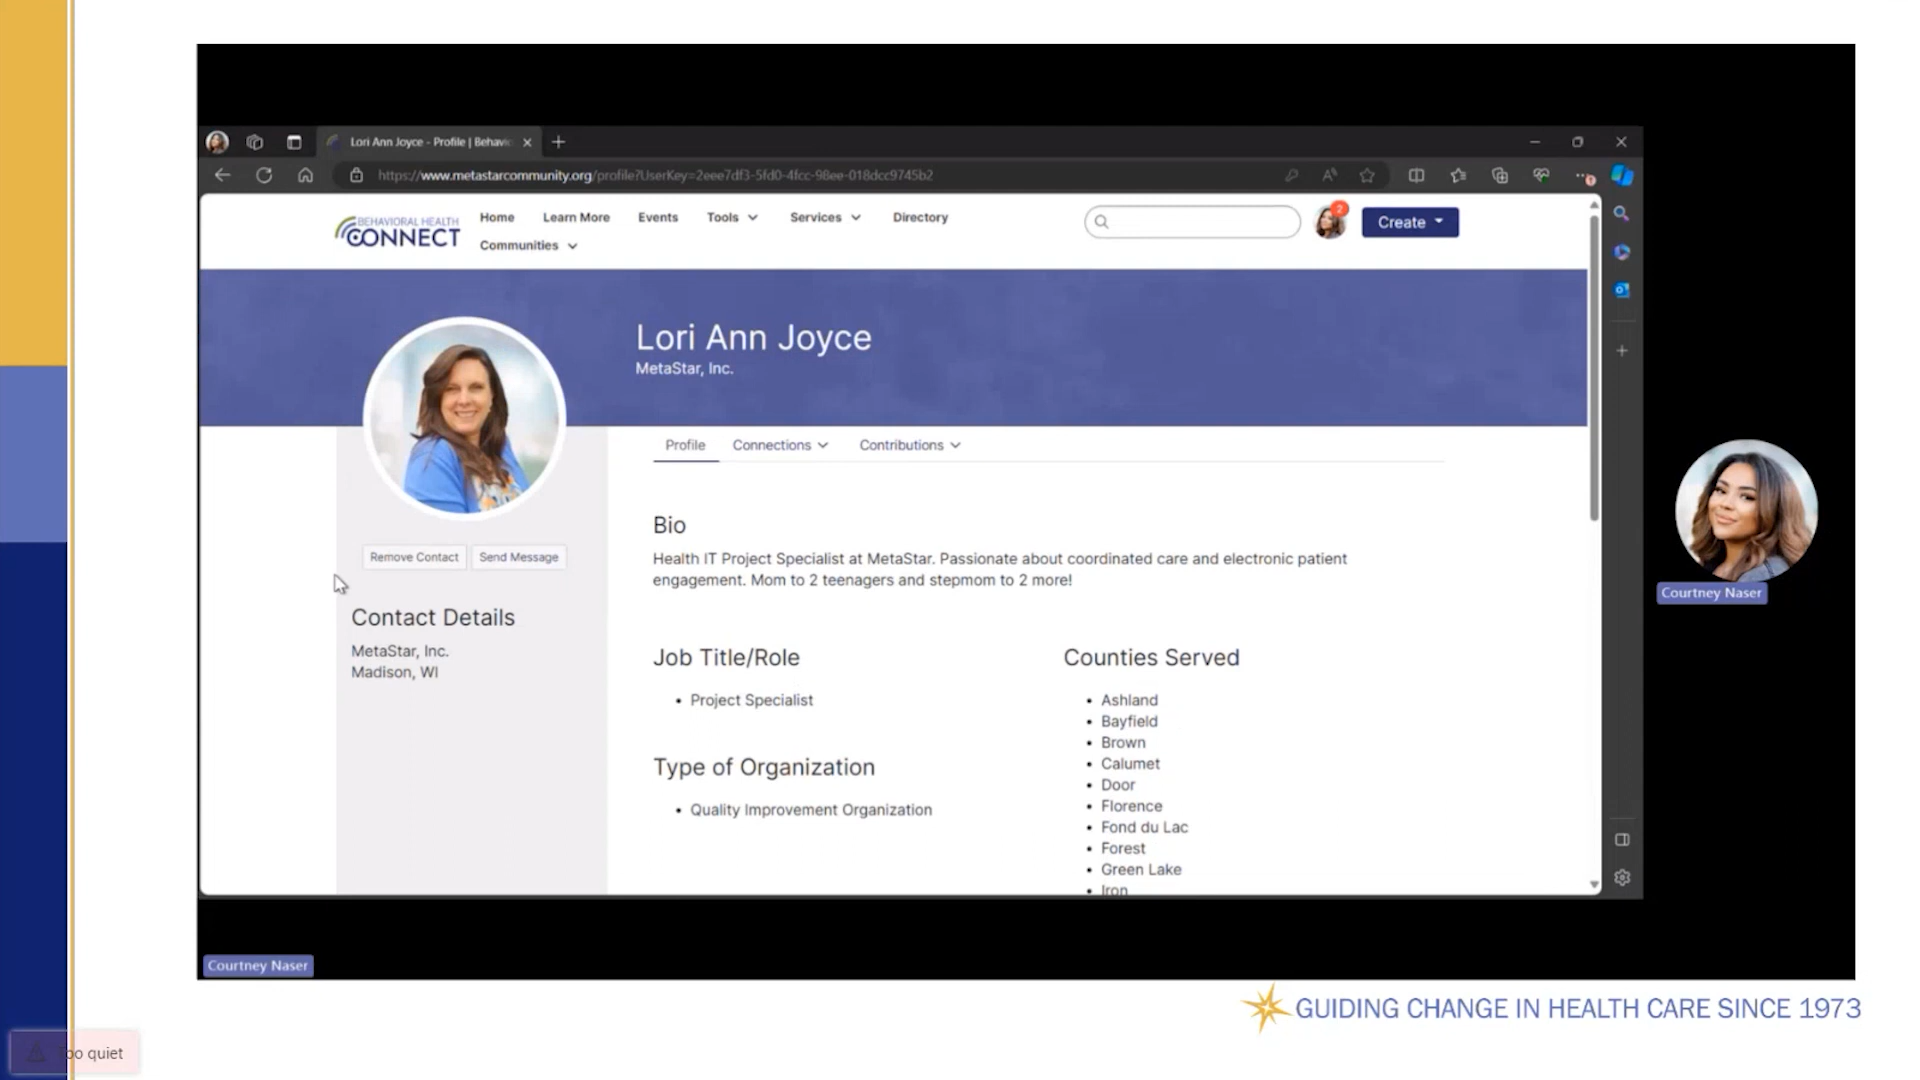 Lori Ann Joyce - Profile | Behavi
https://www.metastarcommunity.org/profile?UserKey=2eee7df3-5fd0-4fcc-98ee-018dcc9745b2
BEHAVIORAL HEALTH
CONNECT
Home Learn More Events Tools Services Directory
Communities
2
Create
Lori Ann Joyce
MetaStar, Inc.
Profile Connections Contributions
Remove Contact Send Message
Contact Details
MetaStar, Inc.
Madison, WI
Bio
Health IT Project Specialist at MetaStar. Passionate about coordinated care and electronic patient
engagement. Mom to 2 teenagers and stepmom to 2 more!
Job Title/Role
• Project Specialist
Type of Organization
• Quality Improvement Organization
Counties Served
• Ashland
• Bayfield
• Brown
• Calumet
• Door
• Florence
• Fond du Lac
• Forest
• Green Lake
• Iron
Courtney Naser
Courtney Naser
GUIDING CHANGE IN HEALTH CARE SINCE 1973
Too quiet